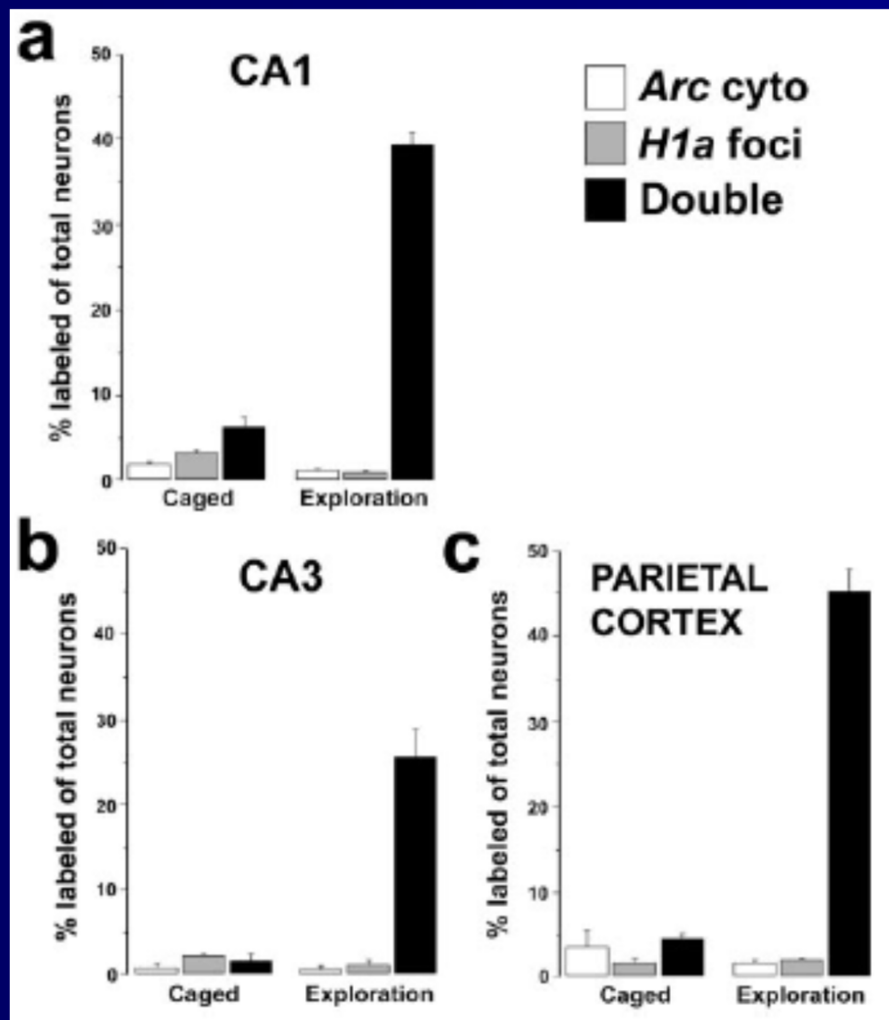 a
CA1
Arc cyto
H1a foci
Double
% labeled of total neurons
50
40
30
20
10
0
Caged Exploration
b
CA3
% labeled of total neurons
50
40
30
20
10
0
Caged Exploration
c
PARIETAL
CORTEX
% labeled of total neurons
50
40
30
20
10
0
Caged Exploration